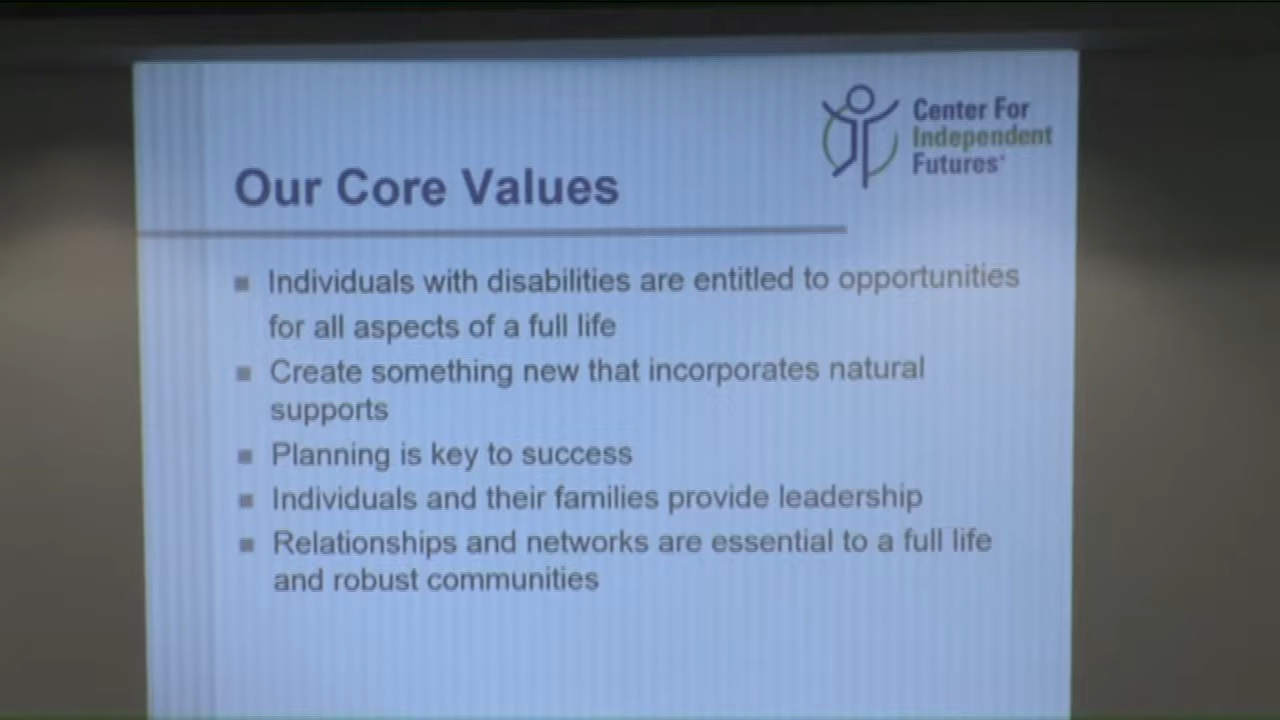 Center For
Independent
Futures
Our Core Values
Individuals with disabilities are entitled to opportunities
for all aspects of a full life
Create something new that incorporates natural
supports
Planning is key to success
Individuals and their families provide leadership
Relationships and networks are essential to a full life
and robust communities